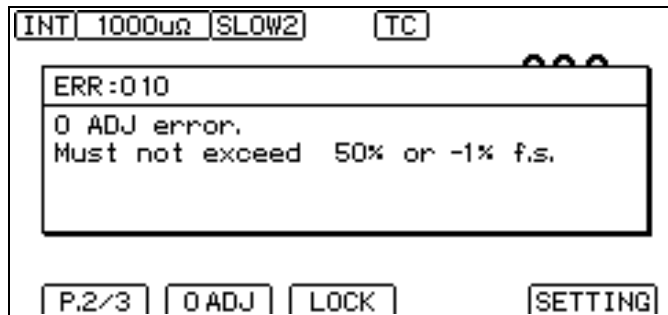 INT 1000uΩ SLOW2 TC
ERR:010
0 ADJ error.
Must not exceed 50% or -1% f.s.
P.2/3 0 ADJ LOCK SETTING